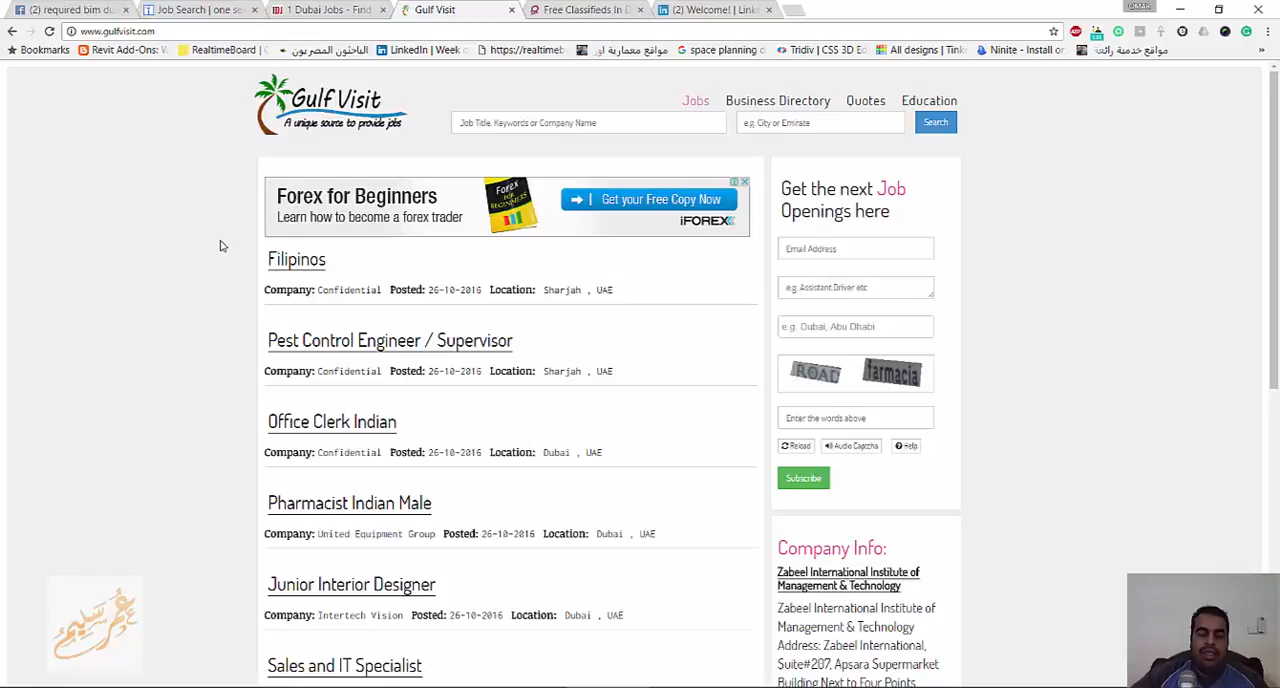 (2) required bim du
Job Search | one se
1 Dubai Jobs - Find
Gulf Visit
Free Classifieds In D
(2) Welcome! | Link
OMAR
www.gulfvisit.com
Bookmarks
Revit Add-Ons:
RealtimeBoard | C
الباحثون المصريون
LinkedIn | Week
https://realtimeb
مواقع معمارية اور
space planning
Tridiv | CSS 3D Ed
All designs | Tink
Ninite - Install or
مواقع خدمية رائعة
Gulf Visit
A unique source to provide jobs
Jobs Business Directory Quotes Education
Job Title, Keywords or Company Name
e.g. City or Emirate
Search
Forex for Beginners
Learn how to become a forex trader
Forex
FOR
BEGINNERS
Get your Free Copy Now
iFOREX
Filipinos
Company: Confidential Posted: 26-10-2016 Location: Sharjah , UAE
Pest Control Engineer / Supervisor
Company: Confidential Posted: 26-10-2016 Location: Sharjah , UAE
Office Clerk Indian
Company: Confidential Posted: 26-10-2016 Location: Dubai , UAE
Pharmacist Indian Male
Company: United Equipment Group Posted: 26-10-2016 Location: Dubai , UAE
Junior Interior Designer
Company: Intertech Vision Posted: 26-10-2016 Location: Dubai , UAE
Sales and IT Specialist
Get the next Job
Openings here
Email Address
e.g. Assistant,Driver etc
e.g. Dubai, Abu Dhabi
ROAD farmacia
Enter the words above
Reload
Audio Captcha
Help
Subscribe
Company Info:
Zabeel International Institute of
Management & Technology
Zabeel International Institute of
Management & Technology
Address: Zabeel International,
Suite#207, Apsara Supermarket
Building Next to Four Points
عمر سليم